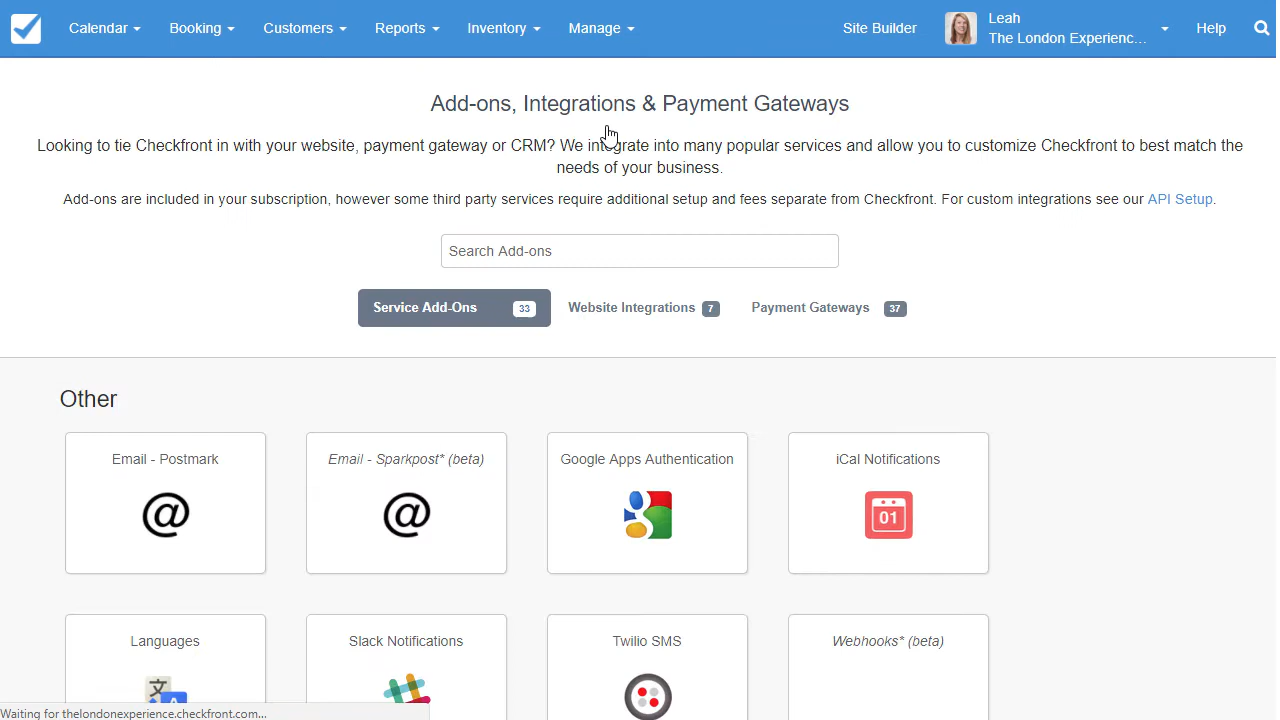 Calendar Booking Customers Reports Inventory Manage Site Builder Leah Help
The London Experienc...
Add-ons, Integrations & Payment Gateways
Looking to tie Checkfront in with your website, payment gateway or CRM? We integrate into many popular services and allow you to customize Checkfront to best match the
needs of your business.
Add-ons are included in your subscription, however some third party services require additional setup and fees separate from Checkfront. For custom integrations see our API Setup.
Search Add-ons
Service Add-Ons 33 Website Integrations 7 Payment Gateways 37
Other
Email - Postmark Email - Sparkpost* (beta) Google Apps Authentication iCal Notifications
@ @ 01
Languages Slack Notifications Twilio SMS Webhooks* (beta)
文 A
Waiting for thelondonexperience.checkfront.com...